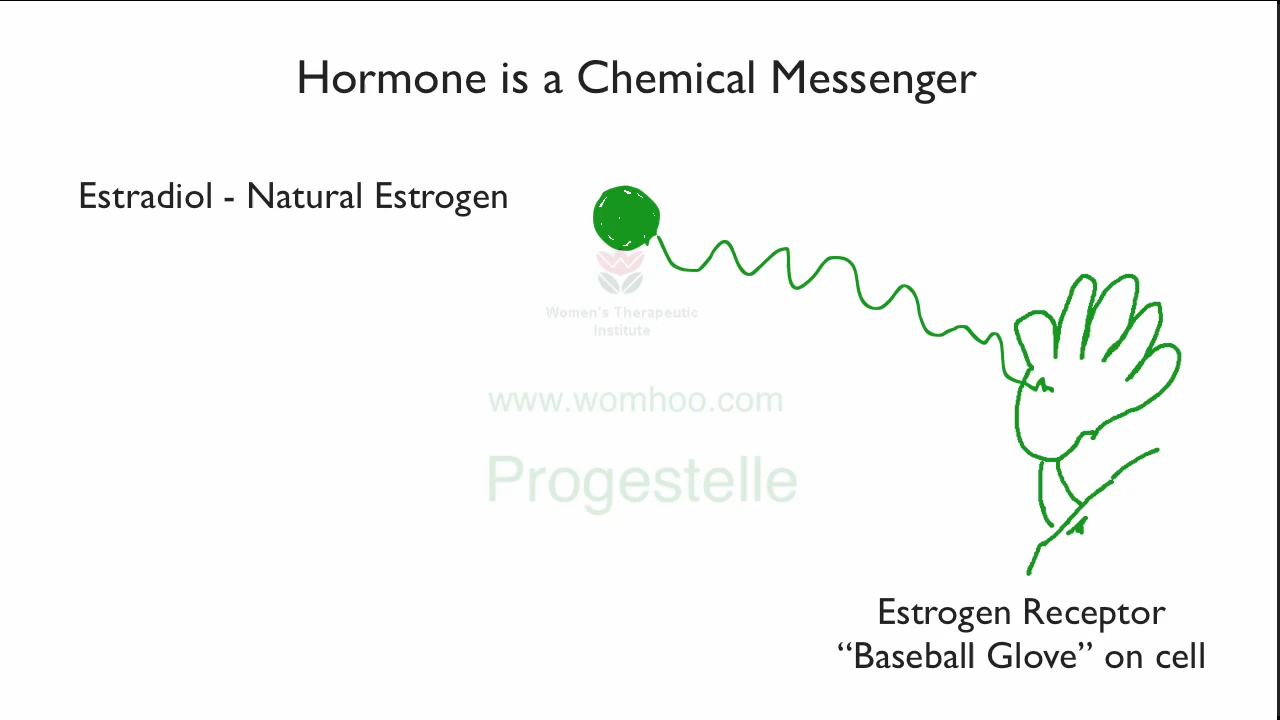 Hormone is a Chemical Messenger
Estradiol - Natural Estrogen
Women's Therapeutic
Institute
www.womhoo.com
Progestelle
Estrogen Receptor
“Baseball Glove” on cell